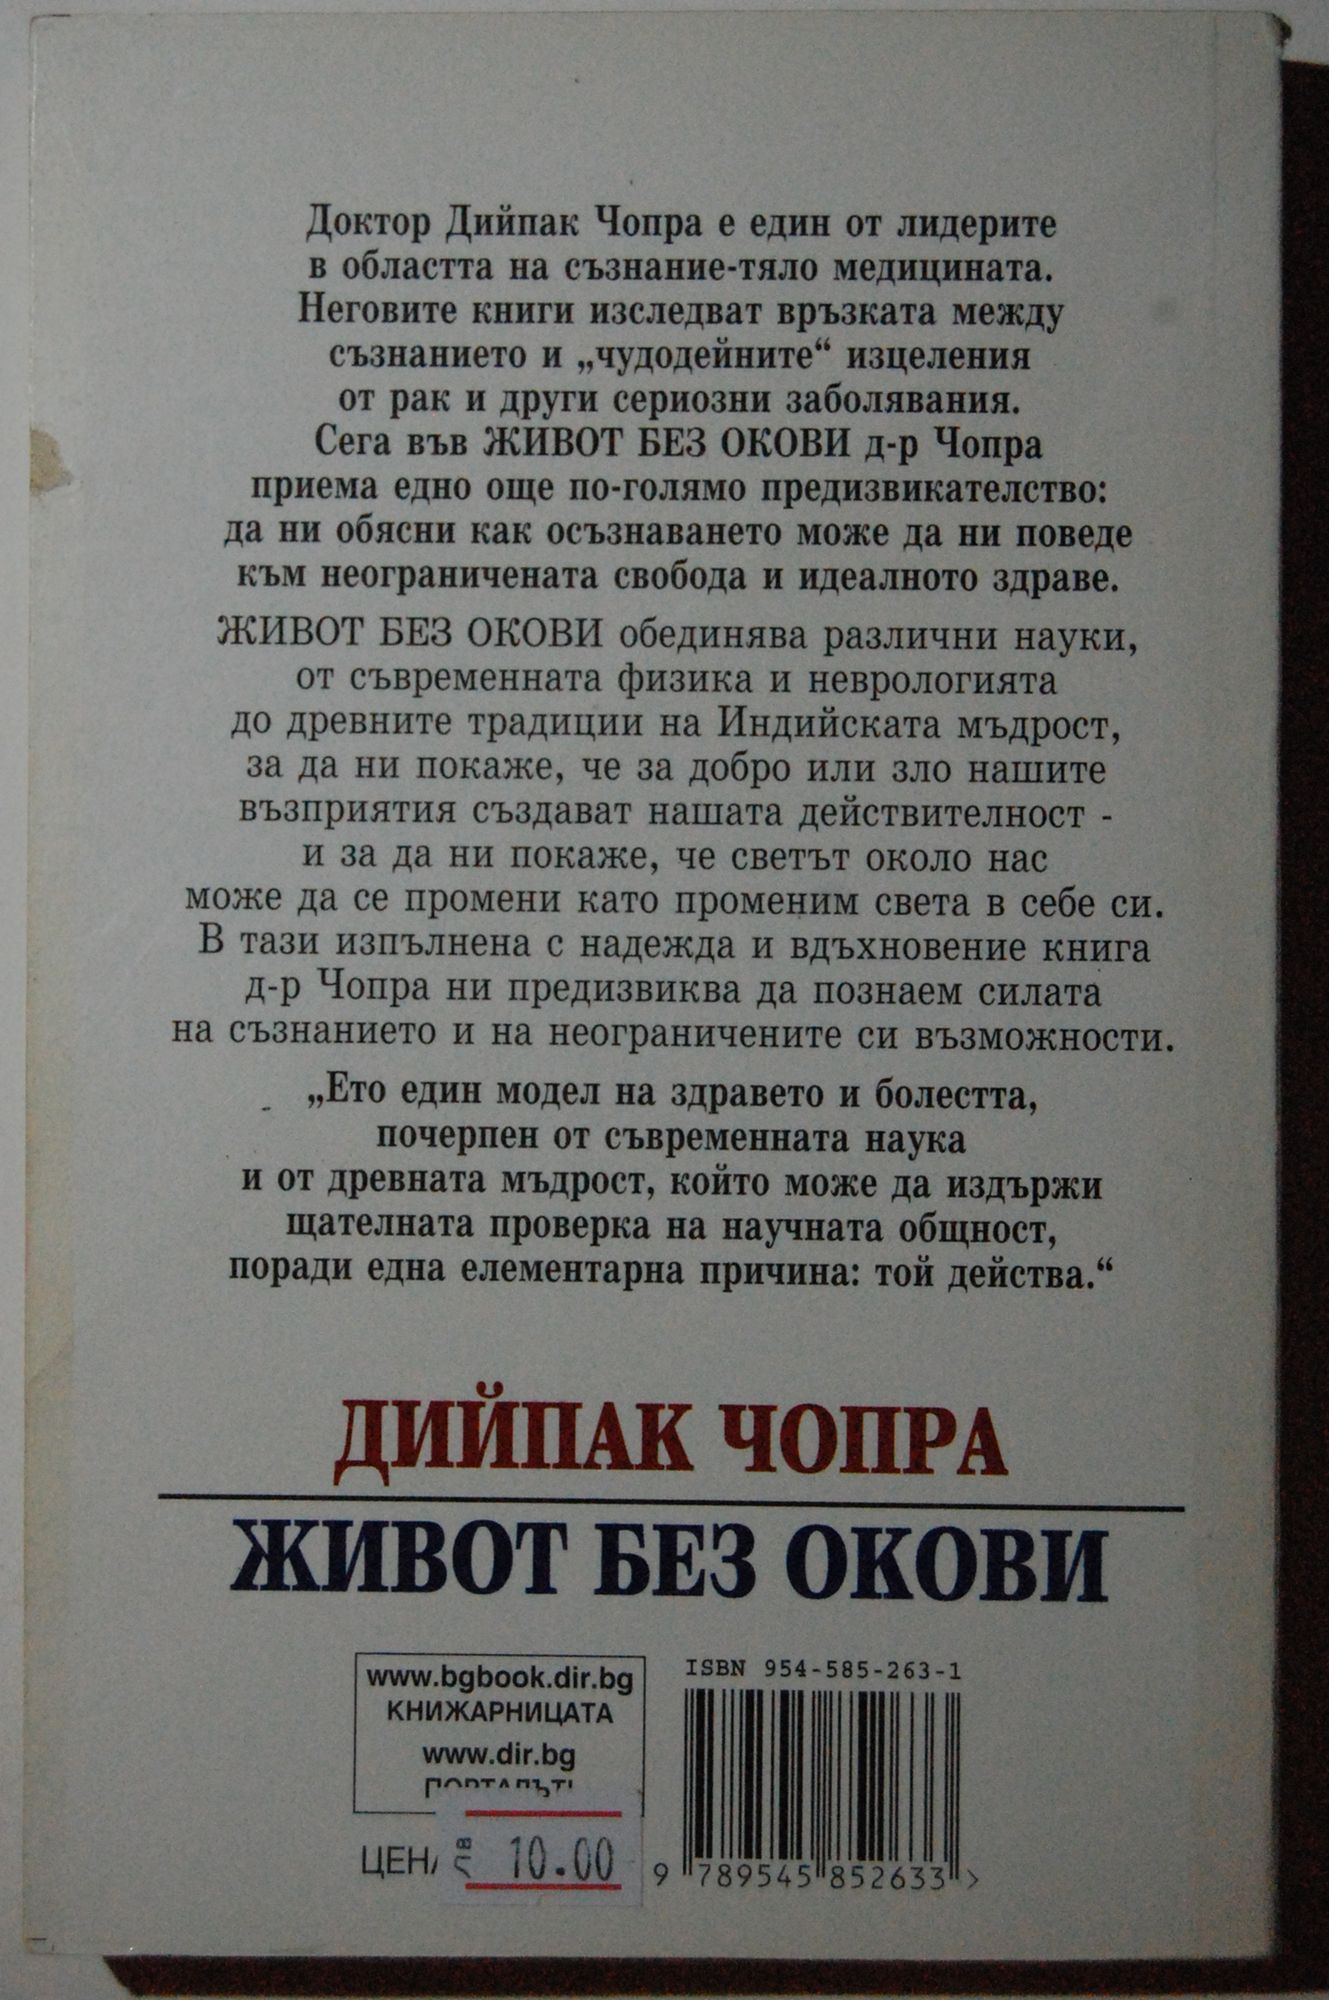 Доктор Дийпак Чопра е един от лидерите
в областта на съзнание-тяло медицината.
Неговите книги изследват връзката между
съзнанието и „чудодейните“ изцеления
от рак и други сериозни заболявания.
Сега във ЖИВОТ БЕЗ ОКОВИ д-р Чопра
приема едно още по-голямо предизвикателство:
да ни обясни как осъзнаването може да ни поведе
към неограничената свобода и идеалното здраве.
ЖИВОТ БЕЗ ОКОВИ обединява различни науки,
от съвременната физика и неврологията
до древните традиции на Индийската мъдрост,
за да ни покаже, че за добро или зло нашите
възприятия създават нашата действителност -
и за да ни покаже, че светът около нас
може да се промени като променим света в себе си.
В тази изпълнена с надежда и вдъхновение книга
д-р Чопра ни предизвиква да познаем силата
на съзнанието и на неограничените си възможности.
„Ето един модел на здравето и болестта,
почерпен от съвременната наука
и от древната мъдрост, който може да издържи
щателната проверка на научната общност,
поради една елементарна причина: той действа.“
ДИЙПАК ЧОПРА
ЖИВОТ БЕЗ ОКОВИ
www.bgbook.dir.bg
КНИЖАРНИЦАТА
www.dir.bg
ISBN 954-585-263-1
10.00
9 789545 852633 >